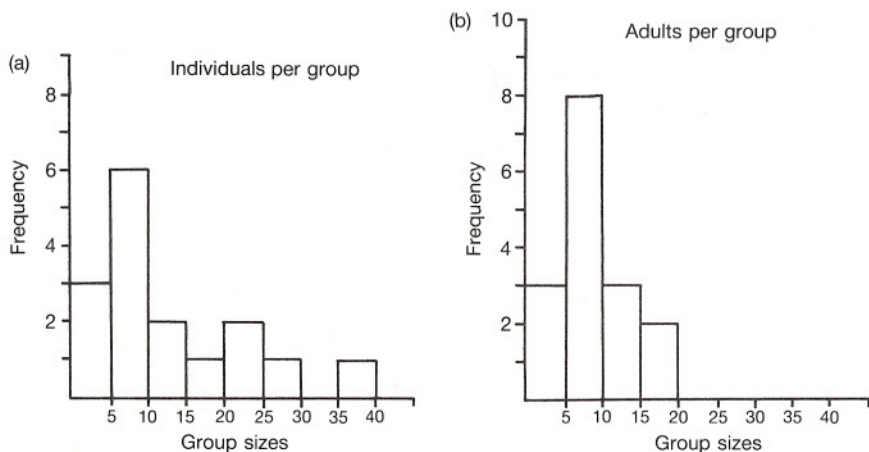 (a)
Individuals per group
8
6
4
2
Frequency
5 10 15 20 25 30 35 40
Group sizes
(b)
Adults per group
10
8
6
4
2
Frequency
5 10 15 20 25 30 35 40
Group sizes